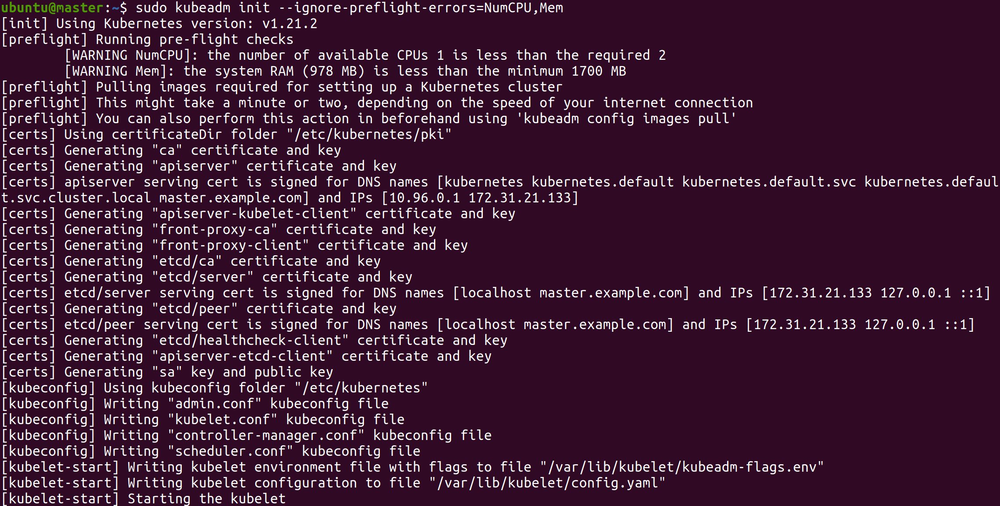 ubuntu@master:~$ sudo kubeadm init --ignore-preflight-errors=NumCPU,Mem
[init] Using Kubernetes version: v1.21.2
[preflight] Running pre-flight checks
        [WARNING NumCPU]: the number of available CPUs 1 is less than the required 2
        [WARNING Mem]: the system RAM (978 MB) is less than the minimum 1700 MB
[preflight] Pulling images required for setting up a Kubernetes cluster
[preflight] This might take a minute or two, depending on the speed of your internet connection
[preflight] You can also perform this action in beforehand using 'kubeadm config images pull'
[certs] Using certificateDir folder "/etc/kubernetes/pki"
[certs] Generating "ca" certificate and key
[certs] Generating "apiserver" certificate and key
[certs] apiserver serving cert is signed for DNS names [kubernetes kubernetes.default kubernetes.default.svc kubernetes.defaul
t.svc.cluster.local master.example.com] and IPs [10.96.0.1 172.31.21.133]
[certs] Generating "apiserver-kubelet-client" certificate and key
[certs] Generating "front-proxy-ca" certificate and key
[certs] Generating "front-proxy-client" certificate and key
[certs] Generating "etcd/ca" certificate and key
[certs] Generating "etcd/server" certificate and key
[certs] etcd/server serving cert is signed for DNS names [localhost master.example.com] and IPs [172.31.21.133 127.0.0.1 ::1]
[certs] Generating "etcd/peer" certificate and key
[certs] etcd/peer serving cert is signed for DNS names [localhost master.example.com] and IPs [172.31.21.133 127.0.0.1 ::1]
[certs] Generating "etcd/healthcheck-client" certificate and key
[certs] Generating "apiserver-etcd-client" certificate and key
[certs] Generating "sa" key and public key
[kubeconfig] Using kubeconfig folder "/etc/kubernetes"
[kubeconfig] Writing "admin.conf" kubeconfig file
[kubeconfig] Writing "kubelet.conf" kubeconfig file
[kubeconfig] Writing "controller-manager.conf" kubeconfig file
[kubeconfig] Writing "scheduler.conf" kubeconfig file
[kubelet-start] Writing kubelet environment file with flags to file "/var/lib/kubelet/kubeadm-flags.env"
[kubelet-start] Writing kubelet configuration to file "/var/lib/kubelet/config.yaml"
[kubelet-start] Starting the kubelet